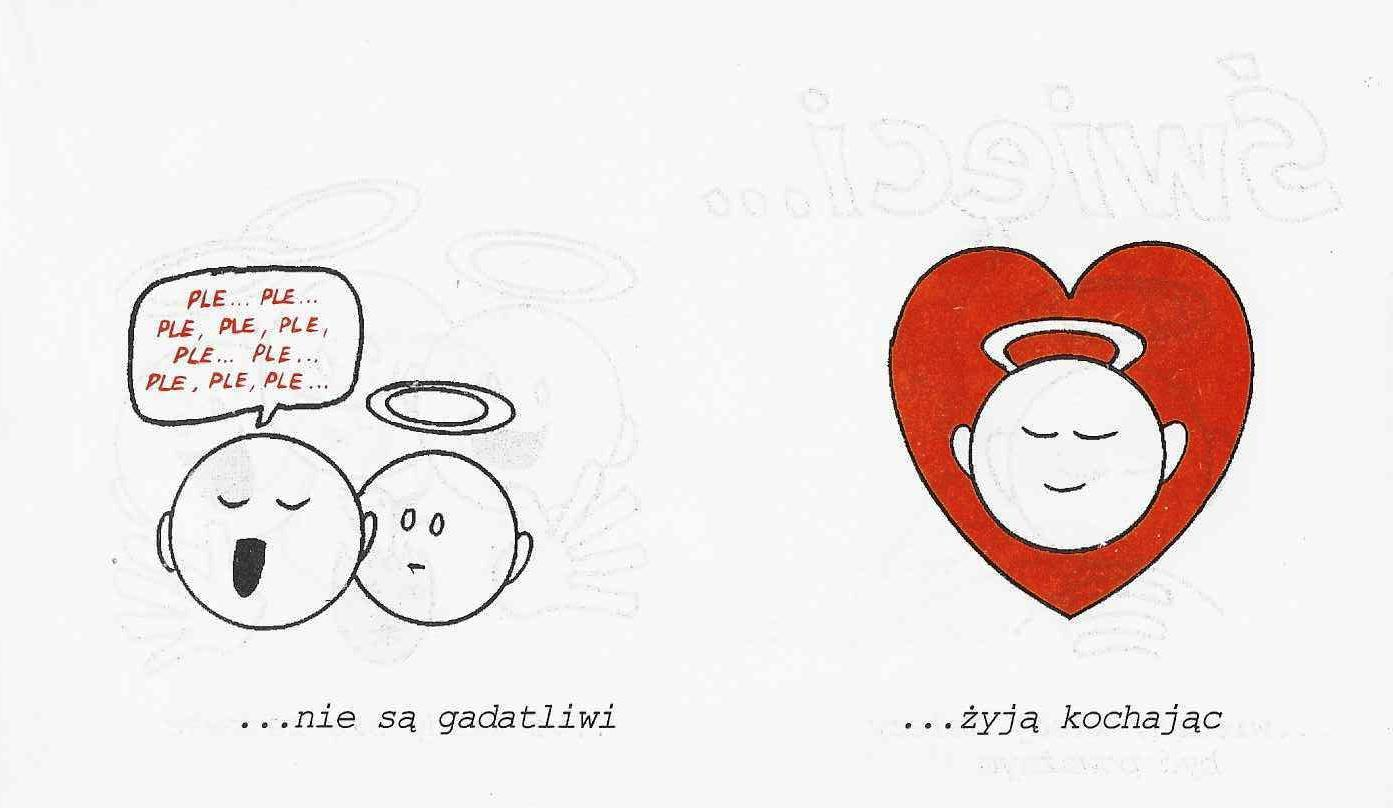 PLE... PLE...
PLE, PLE, PLE,
PLE... PLE...
PLE, PLE, PLE...
...nie są gadatliwi
Święci...
...żyją kochając